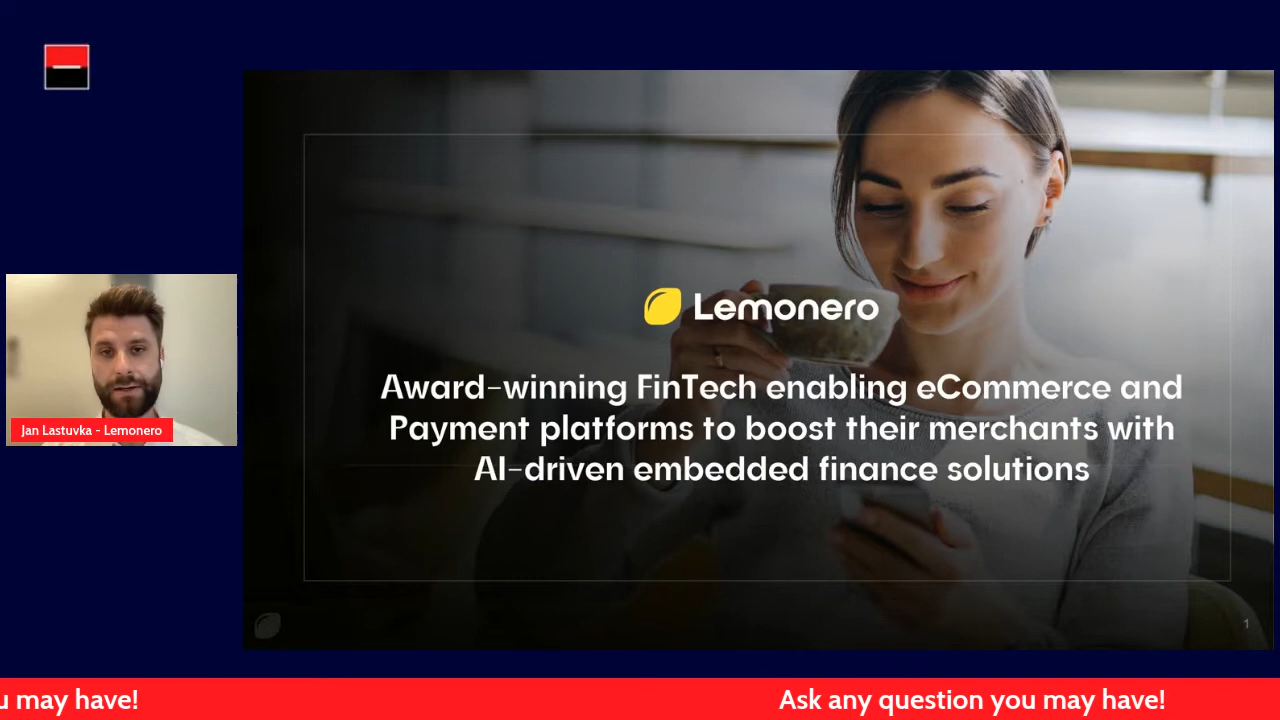 Lemonero
Award-winning FinTech enabling eCommerce and
Payment platforms to boost their merchants with
AI-driven embedded finance solutions
Jan Lastuvka - Lemonero
1
u may have!
Ask any question you may have!